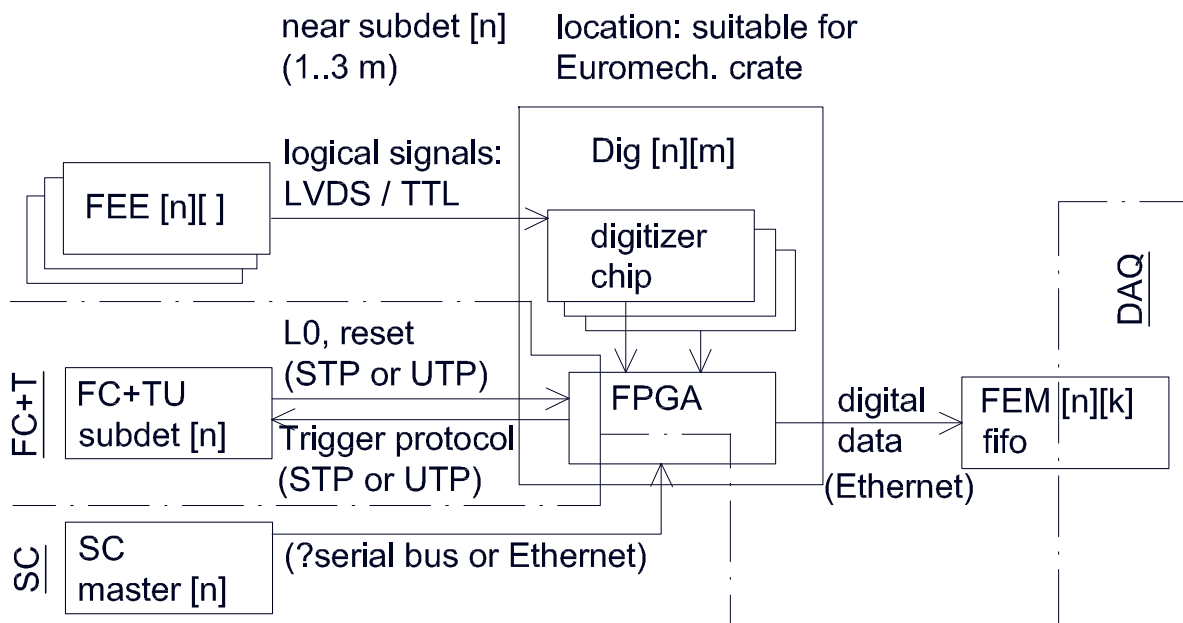 near subdet [n]
(1..3 m)
location: suitable for
Euromech. crate
logical signals:
LVDS / TTL
Dig [n][m]
FEE [n][ ]
digitizer
chip
DAQ
L0, reset
(STP or UTP)
FC+T
FC+TU
subdet [n]
FPGA
Trigger protocol
(STP or UTP)
digital
data
(Ethernet)
FEM [n][k]
fifo
SC
SC
master [n]
(?serial bus or Ethernet)